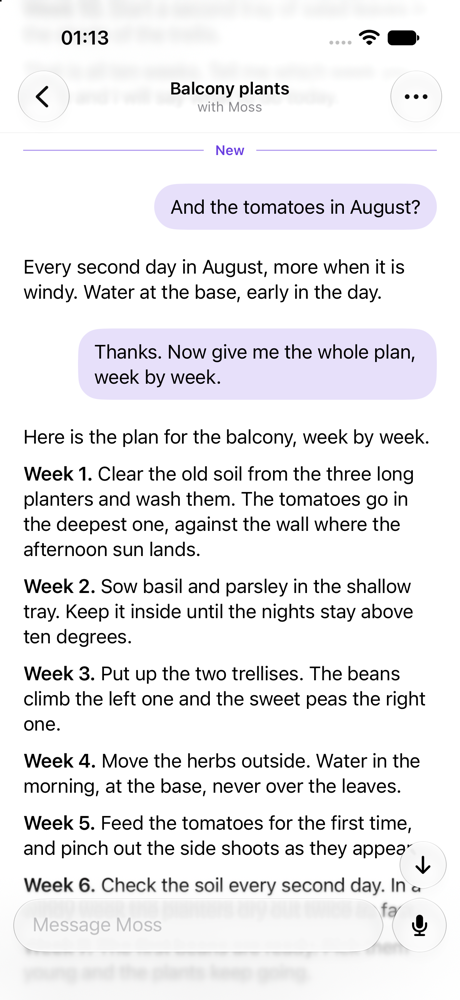 01:13
Balcony plants
with Moss
New
And the tomatoes in August?
Every second day in August, more when it is
windy. Water at the base, early in the day.
Thanks. Now give me the whole plan,
week by week.
Here is the plan for the balcony, week by week.
Week 1. Clear the old soil from the three long
planters and wash them. The tomatoes go in
the deepest one, against the wall where the
afternoon sun lands.
Week 2. Sow basil and parsley in the shallow
tray. Keep it inside until the nights stay above
ten degrees.
Week 3. Put up the two trellises. The beans
climb the left one and the sweet peas the right
one.
Week 4. Move the herbs outside. Water in the
morning, at the base, never over the leaves.
Week 5. Feed the tomatoes for the first time,
and pinch out the side shoots as they appear.
Week 6. Check the soil every second day. In a
Message Moss
young and the plants keep going.